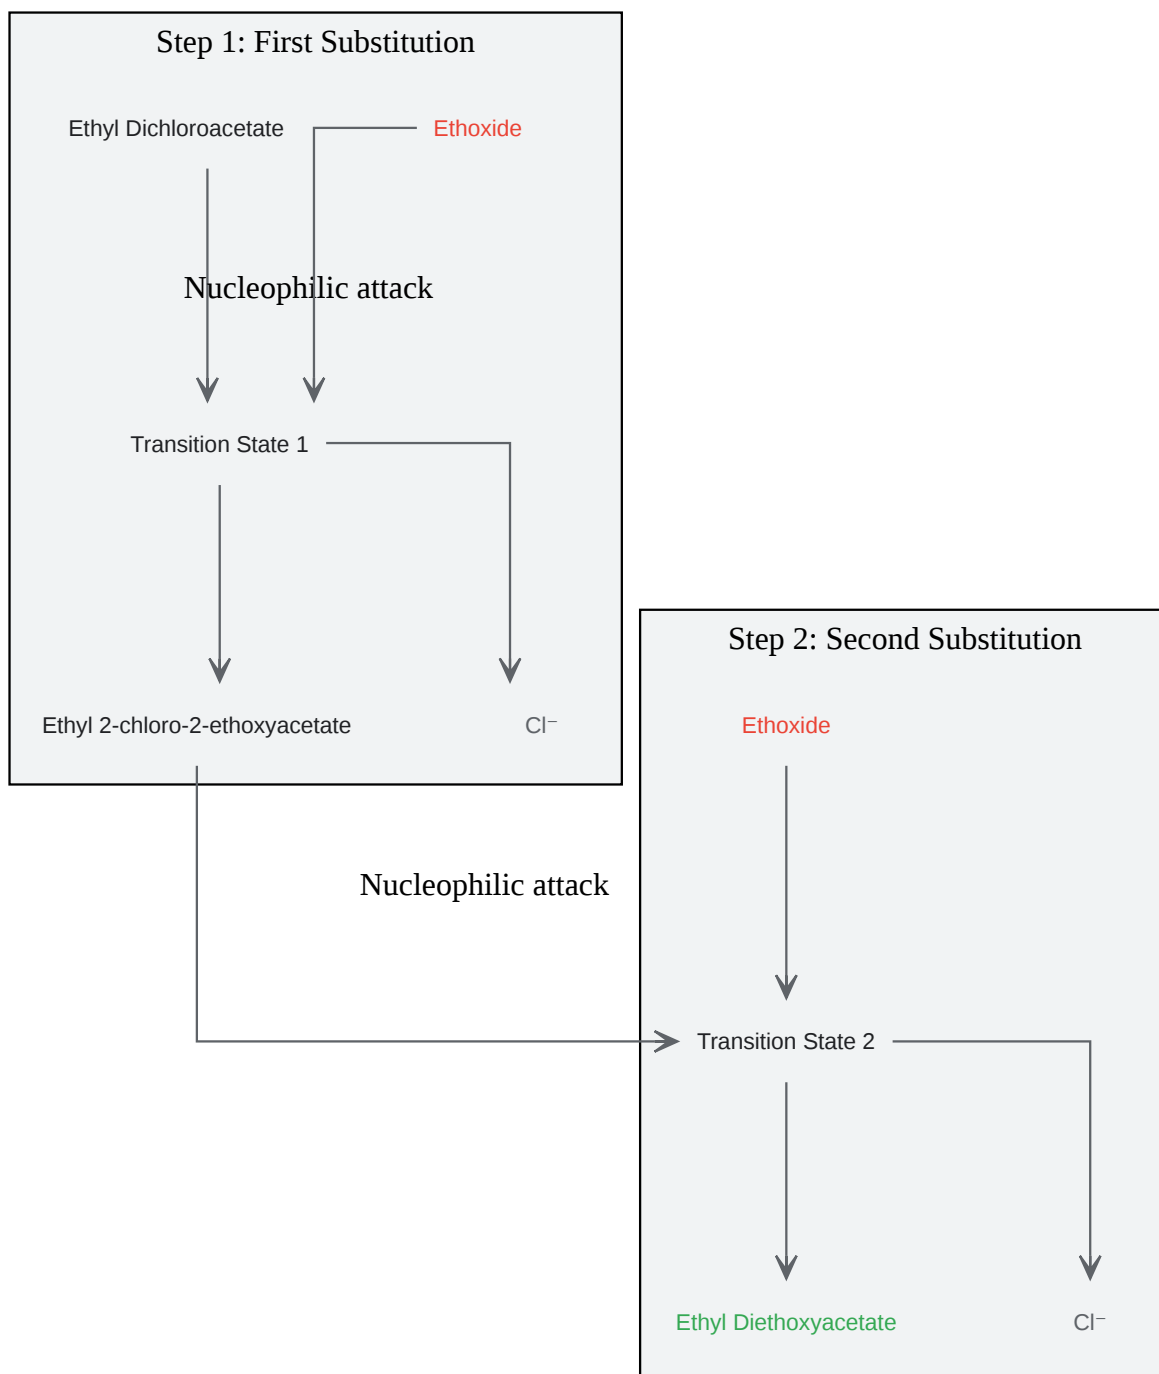 Step 1: First Substitution
Ethyl Dichloroacetate
Ethoxide
Nucleophilic attack
Transition State 1
Ethyl 2-chloro-2-ethoxyacetate
Cl⁻
Nucleophilic attack
Step 2: Second Substitution
Ethoxide
Transition State 2
Ethyl Diethoxyacetate
Cl⁻